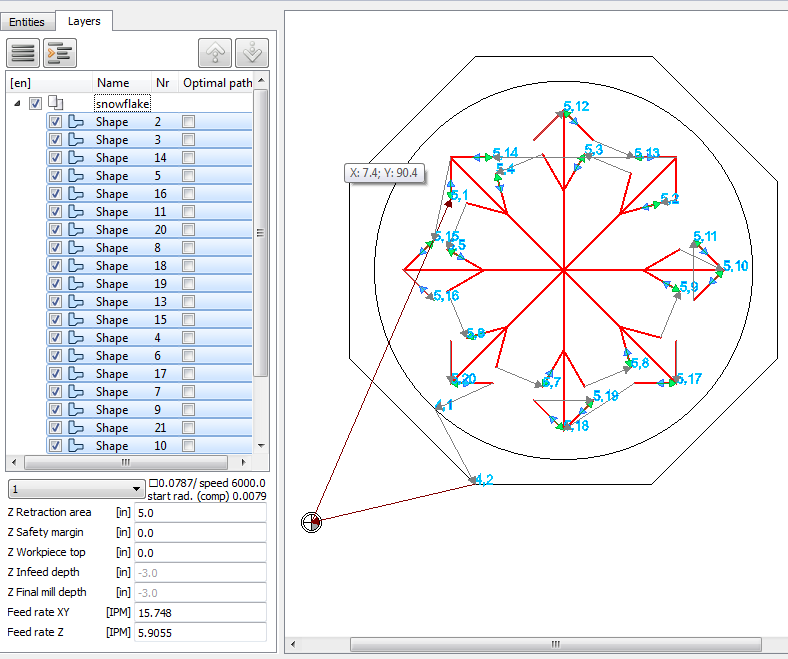 Entities Layers
[en] Name Nr Optimal path
snowflake
Shape 2
Shape 3
Shape 14
Shape 5
Shape 16
Shape 11
Shape 20
Shape 8
Shape 18
Shape 19
Shape 13
Shape 15
Shape 4
Shape 6
Shape 17
Shape 7
Shape 9
Shape 21
Shape 10
1
0.0787/ speed 6000.0
start rad. (comp) 0.0079
Z Retraction area [in] 5.0
Z Safety margin [in] 0.0
Z Workpiece top [in] 0.0
Z Infeed depth [in] -3.0
Z Final mill depth [in] -3.0
Feed rate XY [IPM] 15.748
Feed rate Z [IPM] 5.9055
5,12
5,14
5,3
5,13
5,4
X: 7.4; Y: 90.4
5,1
5,2
5,15
5,5
5,11
5,10
5,16
5,9
5,8
5,6
5,20
5,7
5,17
5,19
4,1
5,18
4,2